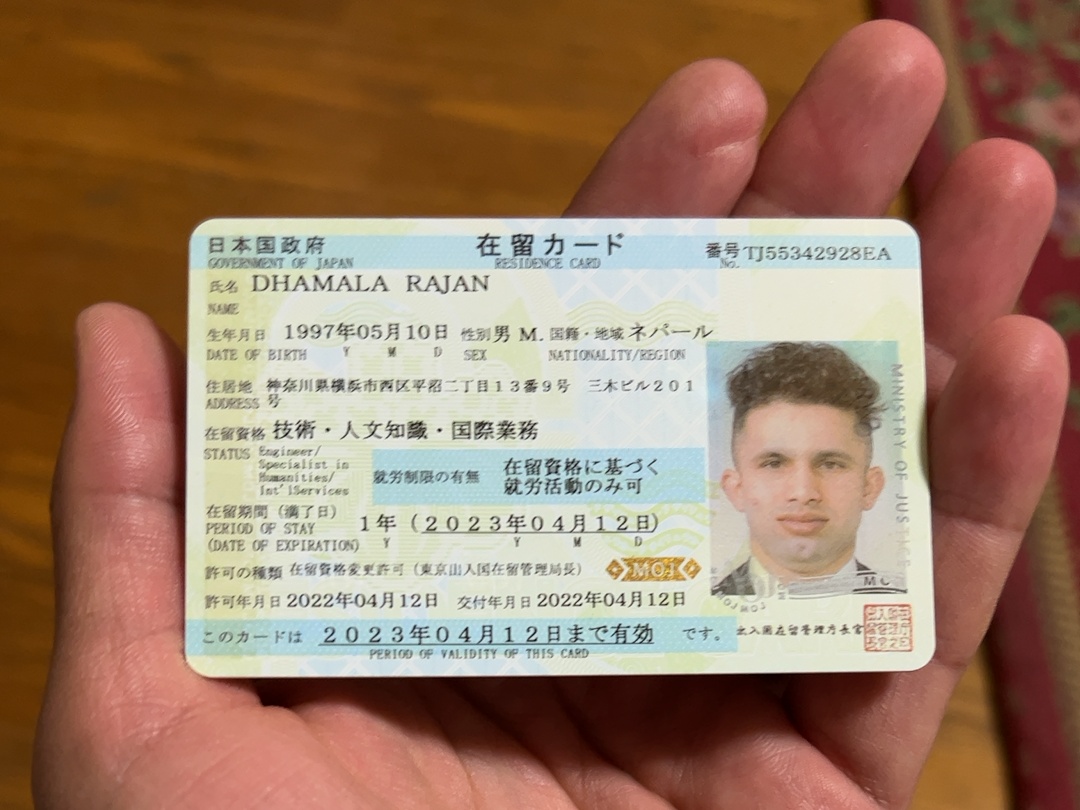 日本国政府 在留カード 番号 TJ55342928EA
GOVERNMENT OF JAPAN RESIDENCE CARD No.
氏名 DHAMALA RAJAN
NAME
生年月日 1997年05月10日 性別 男 M. 国籍・地域 ネパール
DATE OF BIRTH Y M D SEX NATIONALITY/REGION
住居地 神奈川県横浜市西区平沼二丁目13番9号 三木ビル201
ADDRESS 号
在留資格 技術・人文知識・国際業務
STATUS Engineer/
Specialist in
Humanities/
Int'lServices
就労制限の有無 在留資格に基づく
就労活動のみ可
在留期間(満了日)
PERIOD OF STAY 1年(2023年04月12日)
(DATE OF EXPIRATION) Y Y M D
許可の種類 在留資格変更許可(東京出入国在留管理局長) MOJ
許可年月日 2022年04月12日 交付年月日 2022年04月12日
このカードは 2023年04月12日まで有効 です。
PERIOD OF VALIDITY OF THIS CARD
MINISTRY OF JUSTICE
出入国在留管理庁長官